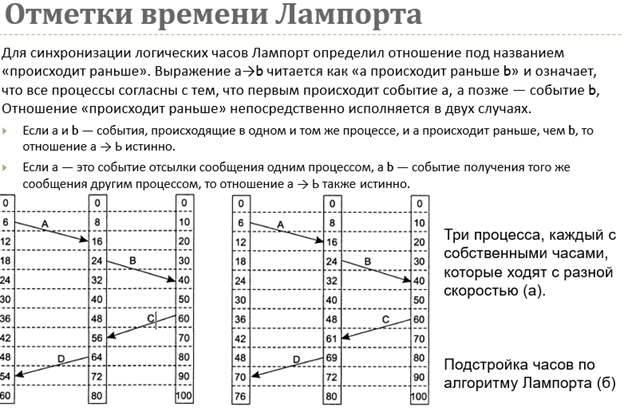 Отметки времени Лампорта
Для синхронизации логических часов Лампорт определил отношение под названием
«происходит раньше». Выражение a→b читается как «а происходит раньше b» и означает,
что все процессы согласны с тем, что первым происходит событие а, а позже — событие b,
Отношение «происходит раньше» непосредственно исполняется в двух случаях.
Если а и b — события, происходящие в одном и том же процессе, и а происходит раньше, чем b, то
отношение a → Ь истинно.
Если а — это событие отсылки сообщения одним процессом, а b — событие получения того же
сообщения другим процессом, то отношение a → Ь также истинно.
0 0 0
6 A 8 10
12 16 20
18 24 B 30
24 32 40
30 40 50
36 48 C 60
42 56 70
48 D 64 80
54 72 90
60 80 100
0 0 0
6 A 8 10
12 16 20
18 24 B 30
24 32 40
30 40 50
36 48 C 60
42 61 70
48 D 69 80
70 77 90
76 80 100
Три процесса, каждый с
собственными часами,
которые ходят с разной
скоростью (а).
Подстройка часов по
алгоритму Лампорта (б)